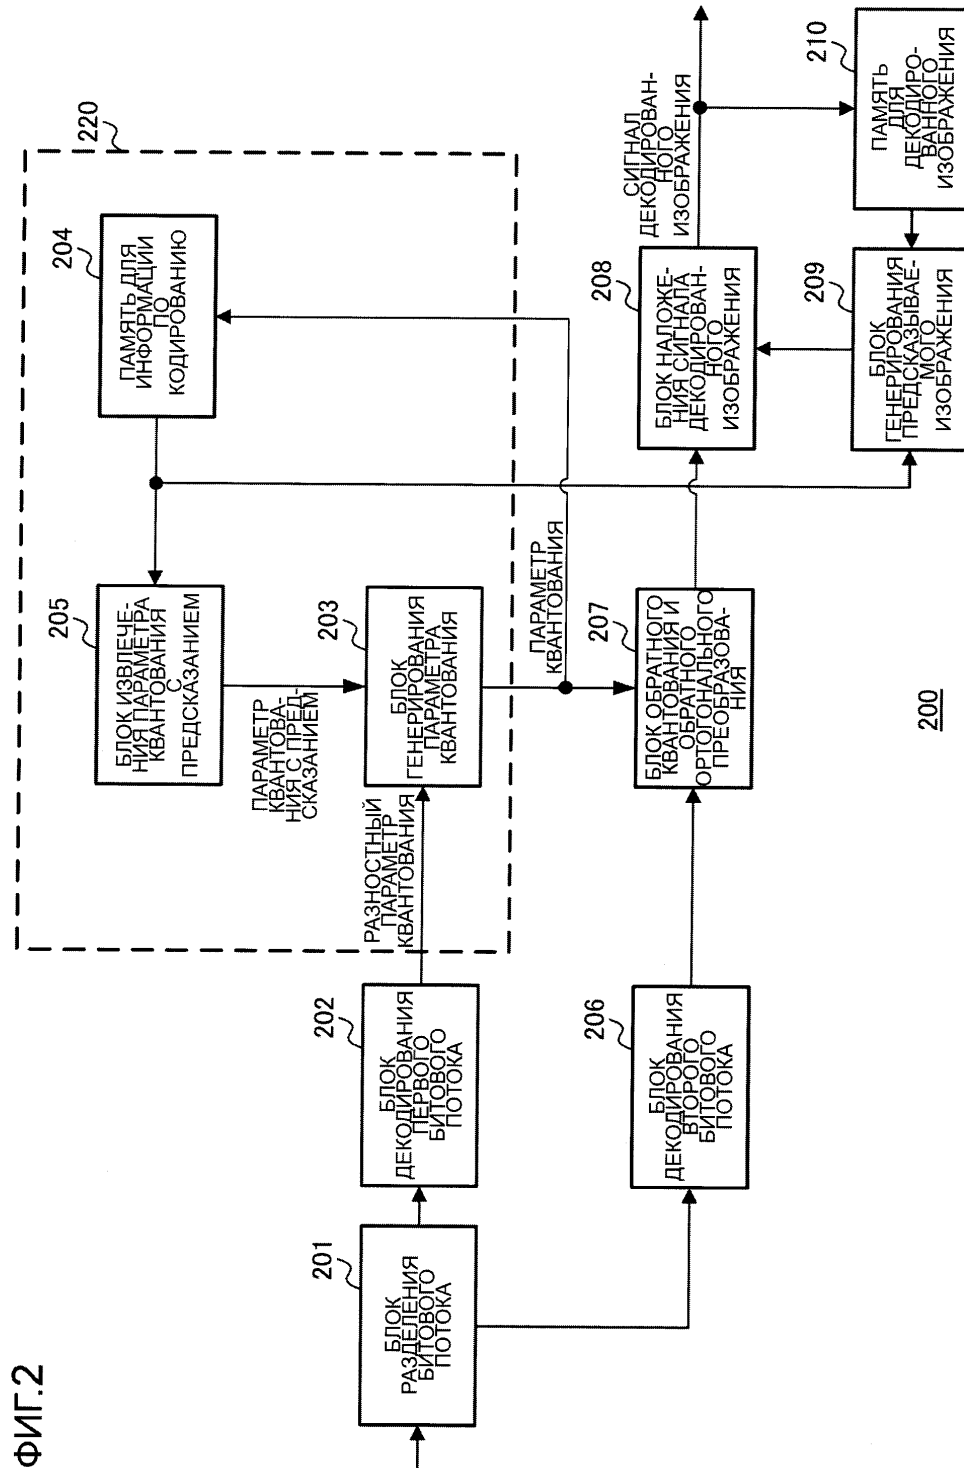 ФИГ.2
201
БЛОК
РАЗДЕЛЕНИЯ
БИТОВОГО
ПОТОКА
202
БЛОК
ДЕКОДИРОВАНИЯ
ПЕРВОГО
БИТОВОГО
ПОТОКА
РАЗНОСТНЫЙ
ПАРАМЕТР
КВАНТОВАНИЯ
205
БЛОК ИЗВЛЕЧЕ-
НИЯ ПАРАМЕТРА
КВАНТОВАНИЯ
С
ПРЕДСКАЗАНИЕМ
ПАРАМЕТР
КВАНТОВА-
НИЯ С ПРЕД-
СКАЗАНИЕМ
203
БЛОК
ГЕНЕРИРОВАНИЯ
ПАРАМЕТРА
КВАНТОВАНИЯ
204
ПАМЯТЬ ДЛЯ
ИНФОРМАЦИИ
ПО
КОДИРОВАНИЮ
220
ПАРАМЕТР
КВАНТОВАНИЯ
206
БЛОК
ДЕКОДИРОВАНИЯ
ВТОРОГО
БИТОВОГО
ПОТОКА
207
БЛОК ОБРАТНОГО
КВАНТОВАНИЯ И
ОБРАТНОГО
ОРТОГОНАЛЬНОГО
ПРЕОБРАЗОВА-
НИЯ
208
БЛОК НАЛОЖЕ-
НИЯ СИГНАЛА
ДЕКОДИРОВАН-
НОГО
ИЗОБРАЖЕНИЯ
СИГНАЛ
ДЕКОДИРОВАН-
НОГО
ИЗОБРАЖЕНИЯ
209
БЛОК
ГЕНЕРИРОВАНИЯ
ПРЕДСКАЗЫВАЕ-
МОГО
ИЗОБРАЖЕНИЯ
210
ПАМЯТЬ
ДЛЯ
ДЕКОДИРО-
ВАННОГО
ИЗОБРАЖЕНИЯ
200